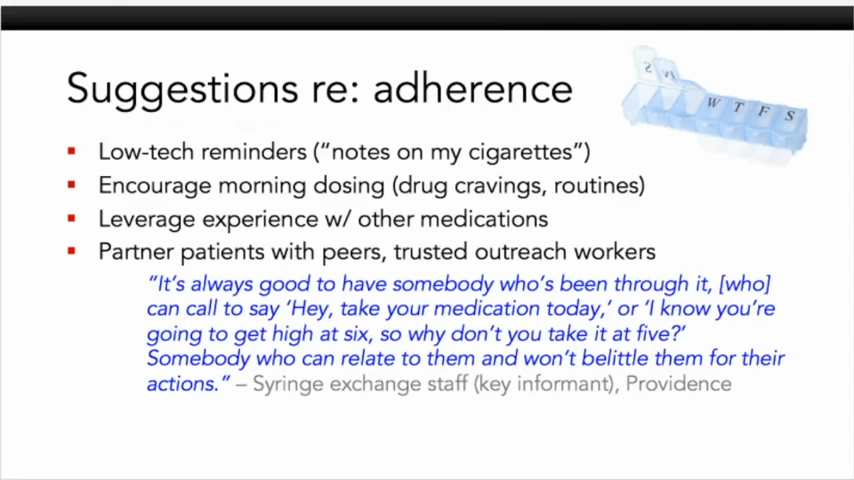 Suggestions re: adherence
S M W T F S
▪ Low-tech reminders (“notes on my cigarettes”)
▪ Encourage morning dosing (drug cravings, routines)
▪ Leverage experience w/ other medications
▪ Partner patients with peers, trusted outreach workers
“It’s always good to have somebody who’s been through it, [who]
can call to say ‘Hey, take your medication today,’ or ‘I know you’re
going to get high at six, so why don’t you take it at five?’
Somebody who can relate to them and won’t belittle them for their
actions.” – Syringe exchange staff (key informant), Providence